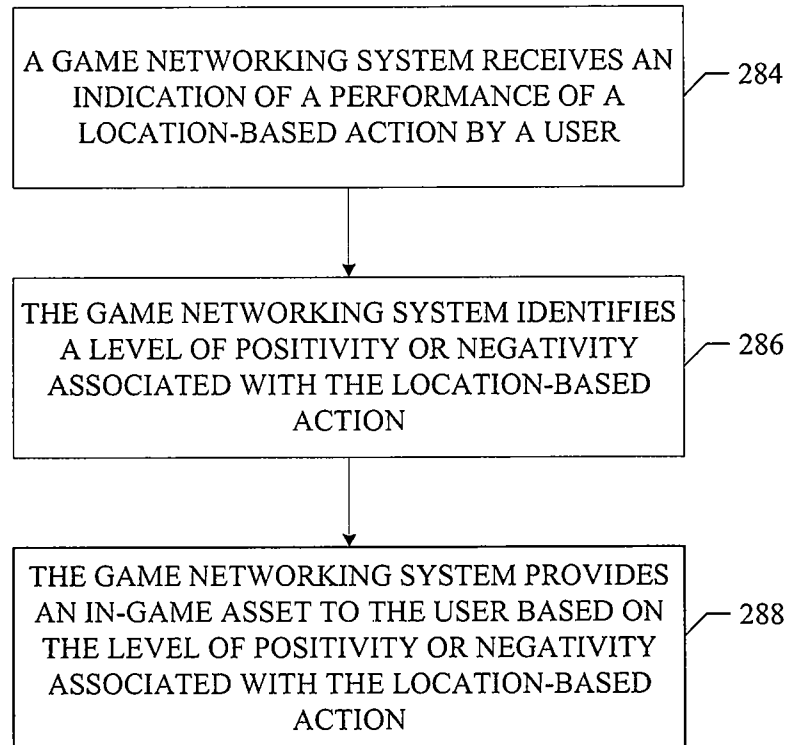 A GAME NETWORKING SYSTEM RECEIVES AN
INDICATION OF A PERFORMANCE OF A
LOCATION-BASED ACTION BY A USER
284
THE GAME NETWORKING SYSTEM IDENTIFIES
A LEVEL OF POSITIVITY OR NEGATIVITY
ASSOCIATED WITH THE LOCATION-BASED
ACTION
286
THE GAME NETWORKING SYSTEM PROVIDES
AN IN-GAME ASSET TO THE USER BASED ON
THE LEVEL OF POSITIVITY OR NEGATIVITY
ASSOCIATED WITH THE LOCATION-BASED
ACTION
288